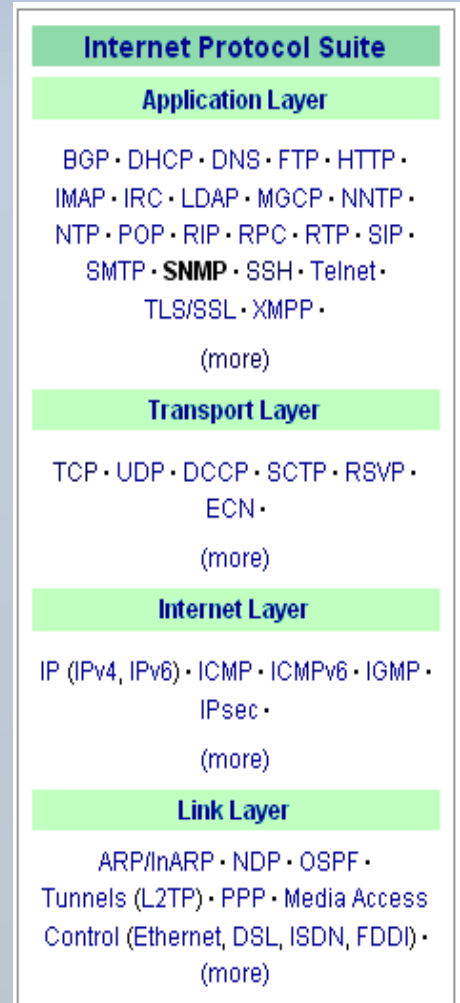 Internet Protocol Suite
Application Layer
BGP · DHCP · DNS · FTP · HTTP ·
IMAP · IRC · LDAP · MGCP · NNTP ·
NTP · POP · RIP · RPC · RTP · SIP ·
SMTP · SNMP · SSH · Telnet ·
TLS/SSL · XMPP ·
(more)
Transport Layer
TCP · UDP · DCCP · SCTP · RSVP ·
ECN ·
(more)
Internet Layer
IP (IPv4, IPv6) · ICMP · ICMPv6 · IGMP ·
IPsec ·
(more)
Link Layer
ARP/InARP · NDP · OSPF ·
Tunnels (L2TP) · PPP · Media Access
Control (Ethernet, DSL, ISDN, FDDI) ·
(more)